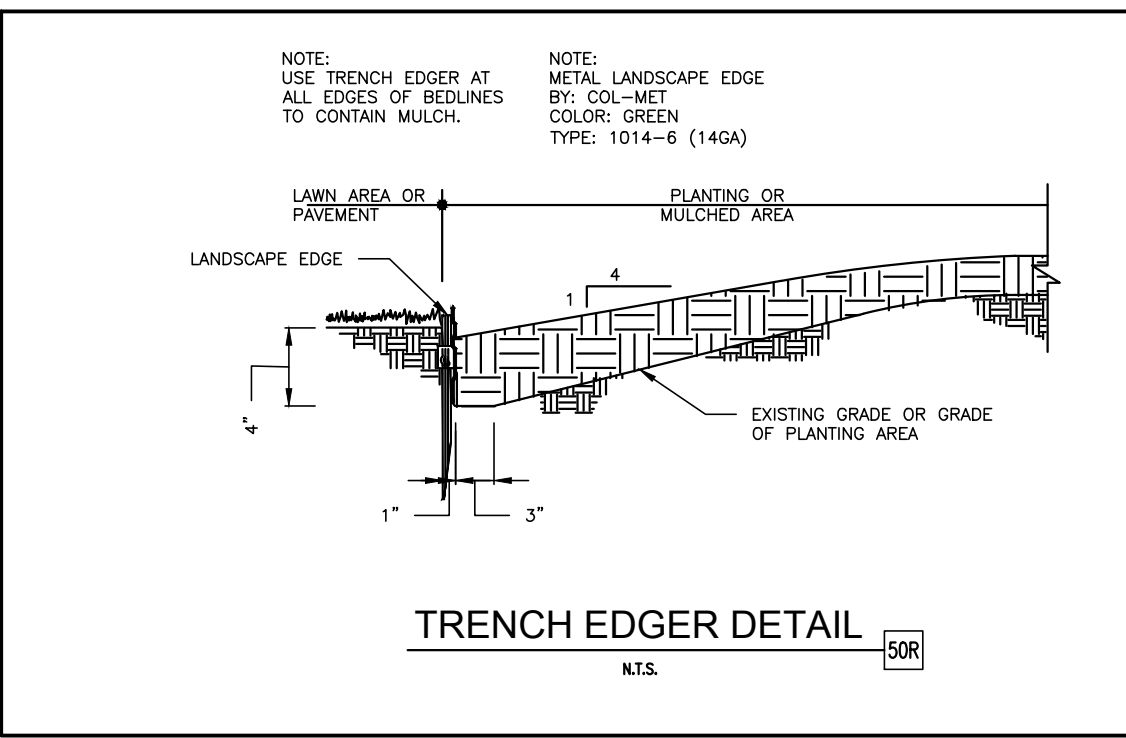 NOTE:
USE TRENCH EDGER AT
ALL EDGES OF BEDLINES
TO CONTAIN MULCH.
NOTE:
METAL LANDSCAPE EDGE
BY: COL-MET
COLOR: GREEN
TYPE: 1014-6 (14GA)
LAWN AREA OR
PAVEMENT
PLANTING OR
MULCHED AREA
LANDSCAPE EDGE
4
1
4"
EXISTING GRADE OR GRADE
OF PLANTING AREA
1"
3"
TRENCH EDGER DETAIL
50R
N.T.S.